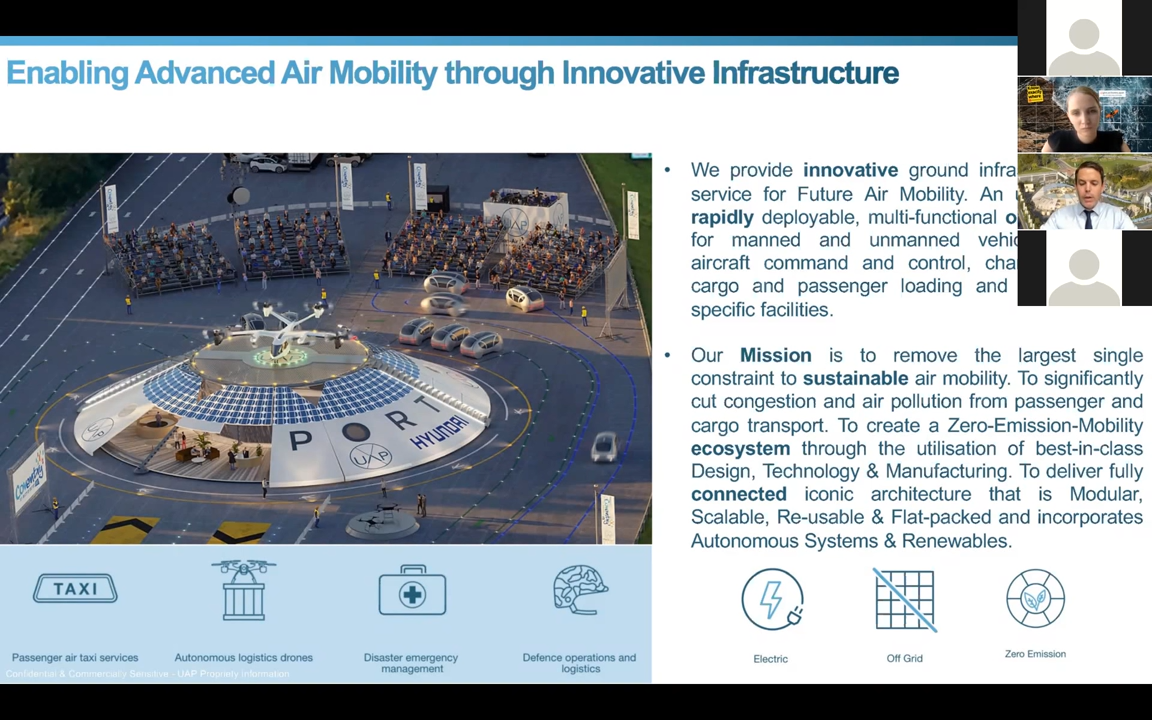 Enabling Advanced Air Mobility through Innovative Infrastructure
• We provide innovative ground
service for Future Air Mobility. An
rapidly deployable, multi-functional
for manned and unmanned
aircraft command and control,
cargo and passenger loading and
specific facilities.
• Our Mission is to remove the largest single
constraint to sustainable air mobility. To significantly
cut congestion and air pollution from passenger and
cargo transport. To create a Zero-Emission-Mobility
ecosystem through the utilisation of best-in-class
Design, Technology & Manufacturing. To deliver fully
connected iconic architecture that is Modular,
Scalable, Re-usable & Flat-packed and incorporates
Autonomous Systems & Renewables.
PORT
UAP
HYUNDAI
Coventry
TAXI
Passenger air taxi services
Autonomous logistics drones
Disaster emergency
management
Defence operations and
logistics
Electric
Off Grid
Zero Emission
Confidential & Commercially Sensitive - UAP Propriety Information